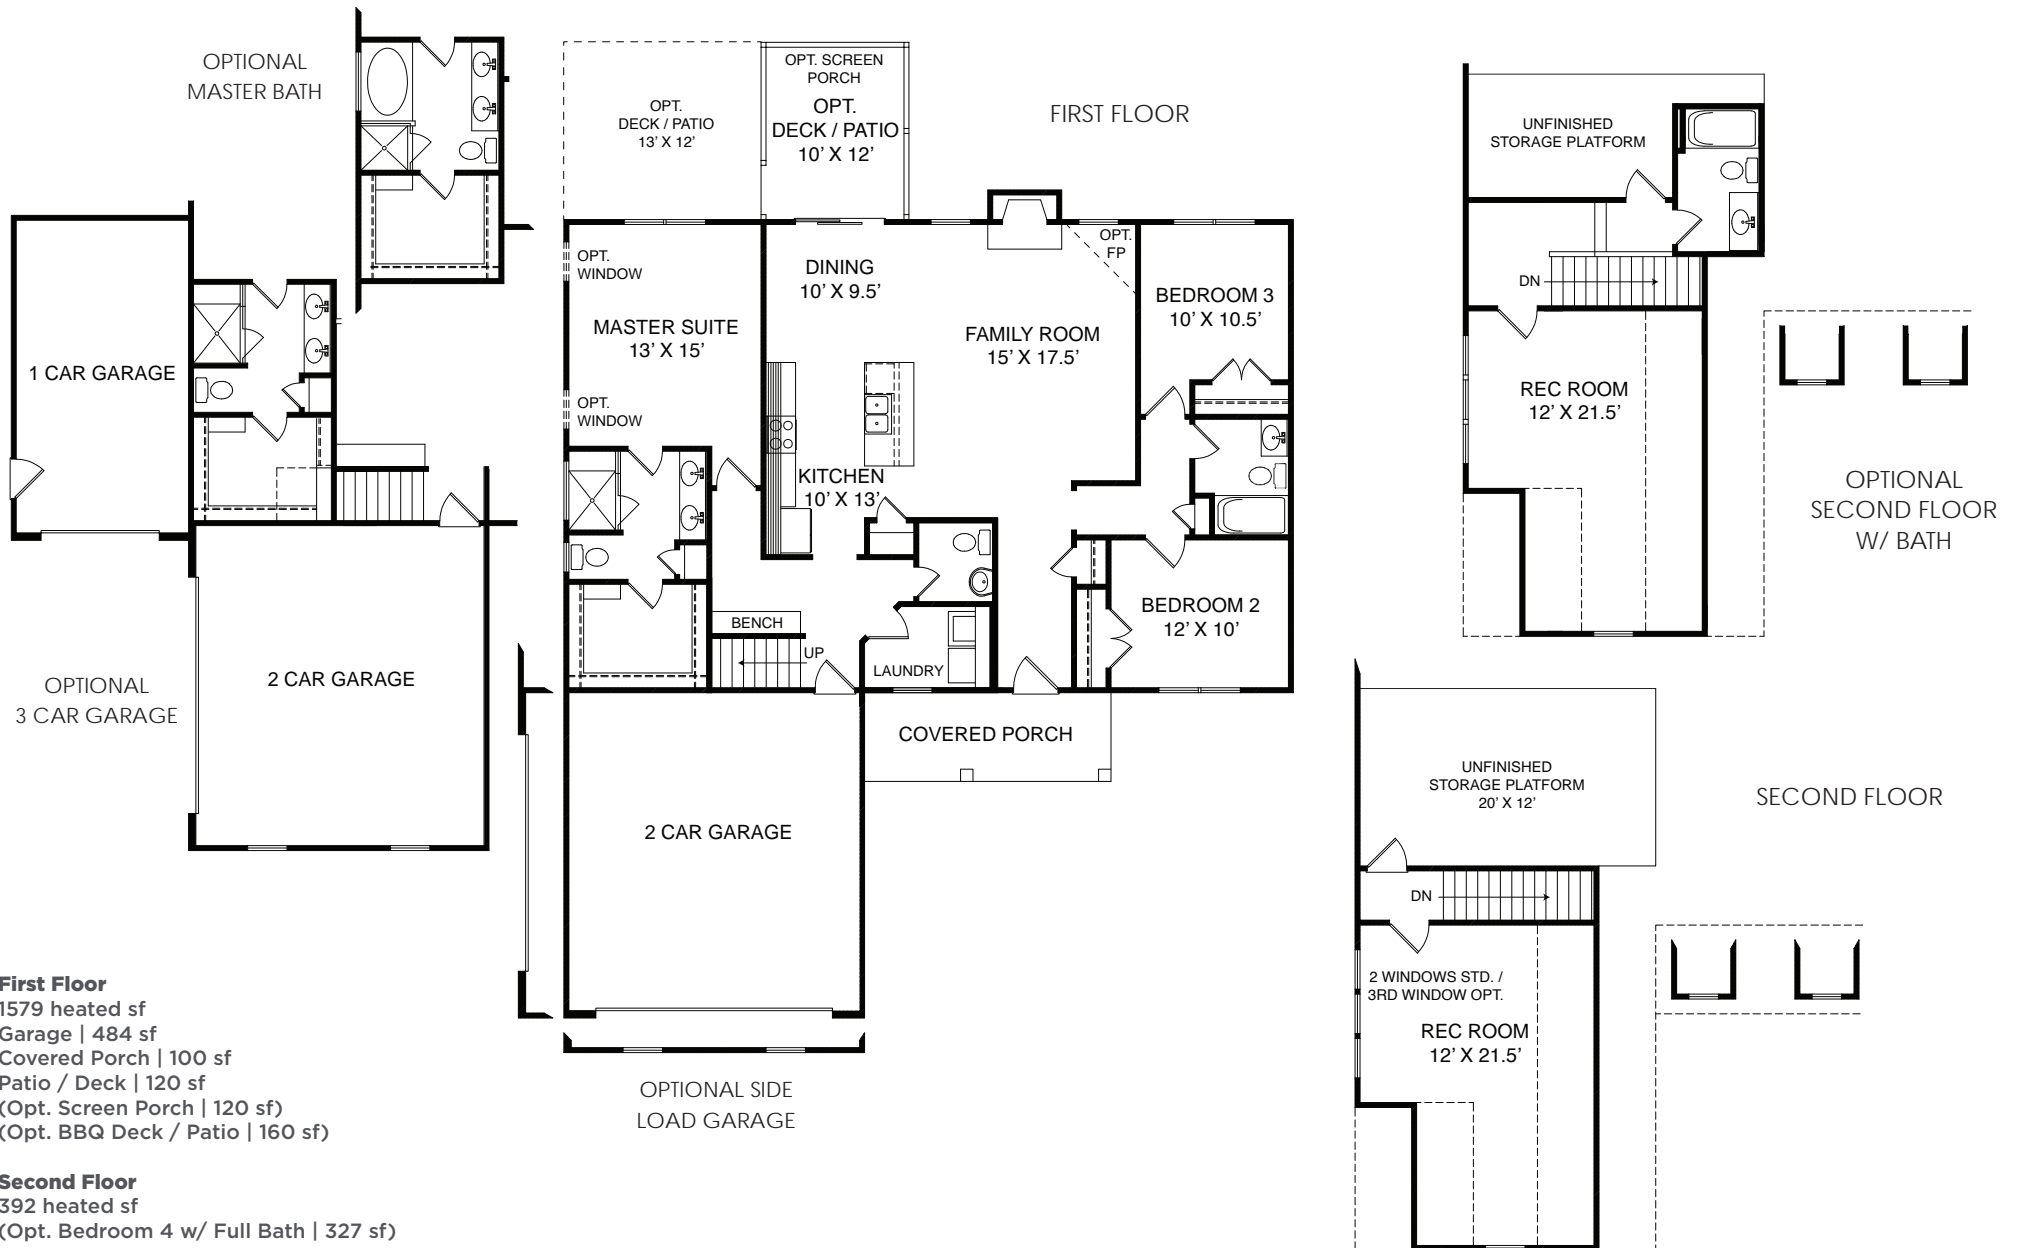 OPTIONAL
MASTER BATH
1 CAR GARAGE
OPTIONAL
3 CAR GARAGE
2 CAR GARAGE
FIRST FLOOR
OPT.
DECK / PATIO
13' X 12'
OPT. SCREEN
PORCH
OPT.
DECK / PATIO
10' X 12'
OPT.
WINDOW
MASTER SUITE
13' X 15'
OPT.
WINDOW
DINING
10' X 9.5'
FAMILY ROOM
15' X 17.5'
OPT.
FP
BEDROOM 3
10' X 10.5'
KITCHEN
10' X 13'
BEDROOM 2
12' X 10'
BENCH
UP
LAUNDRY
COVERED PORCH
2 CAR GARAGE
OPTIONAL SIDE
LOAD GARAGE
UNFINISHED
STORAGE PLATFORM
DN
REC ROOM
12' X 21.5'
OPTIONAL
SECOND FLOOR
W/ BATH
UNFINISHED
STORAGE PLATFORM
20' X 12'
SECOND FLOOR
DN
2 WINDOWS STD. /
3RD WINDOW OPT.
REC ROOM
12' X 21.5'
First Floor
1579 heated sf
Garage | 484 sf
Covered Porch | 100 sf
Patio / Deck | 120 sf
(Opt. Screen Porch | 120 sf)
(Opt. BBQ Deck / Patio | 160 sf)
Second Floor
392 heated sf
(Opt. Bedroom 4 w/ Full Bath | 327 sf)